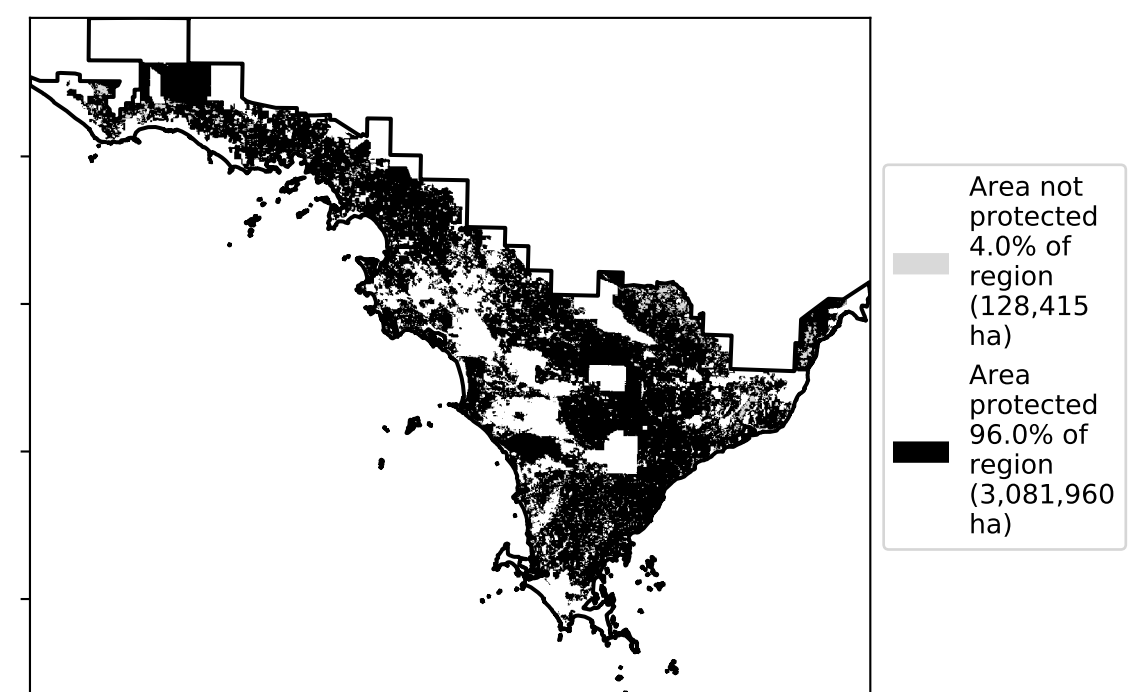 Area not
protected
4.0% of
region
(128,415
ha)
Area
protected
96.0% of
region
(3,081,960
ha)